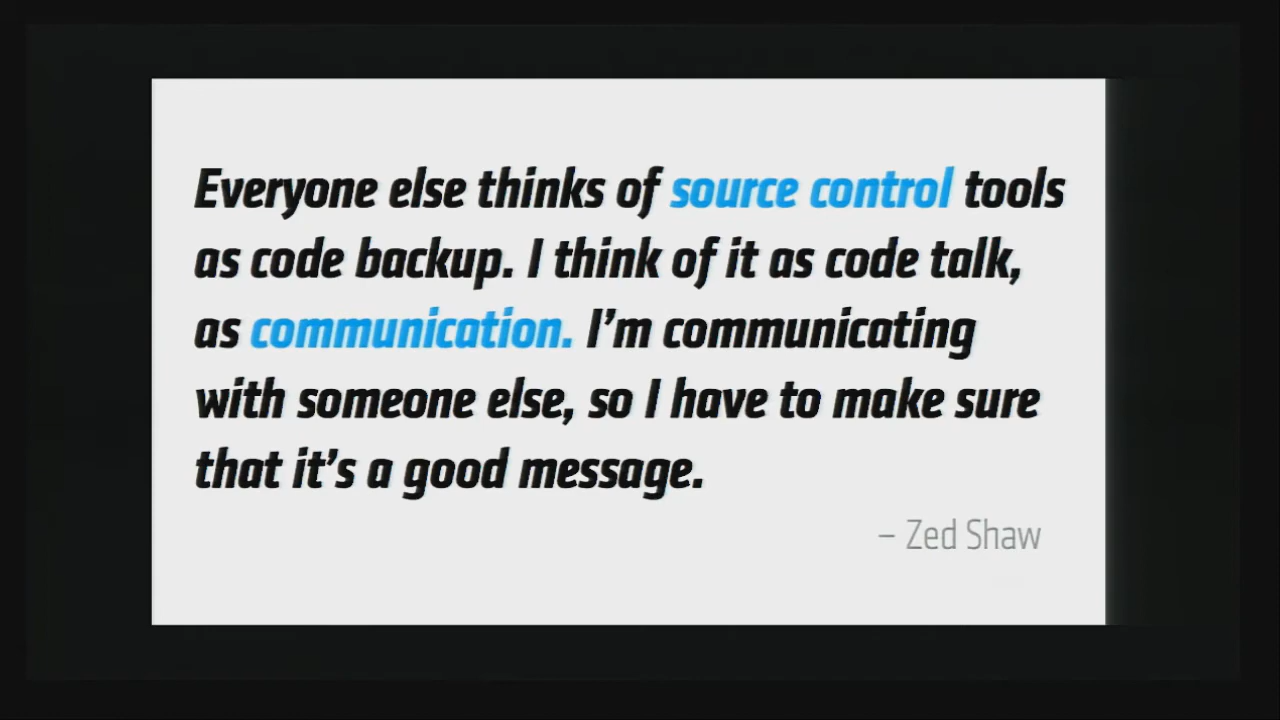 Everyone else thinks of source control tools
as code backup. I think of it as code talk,
as communication. I’m communicating
with someone else, so I have to make sure
that it’s a good message.
– Zed Shaw